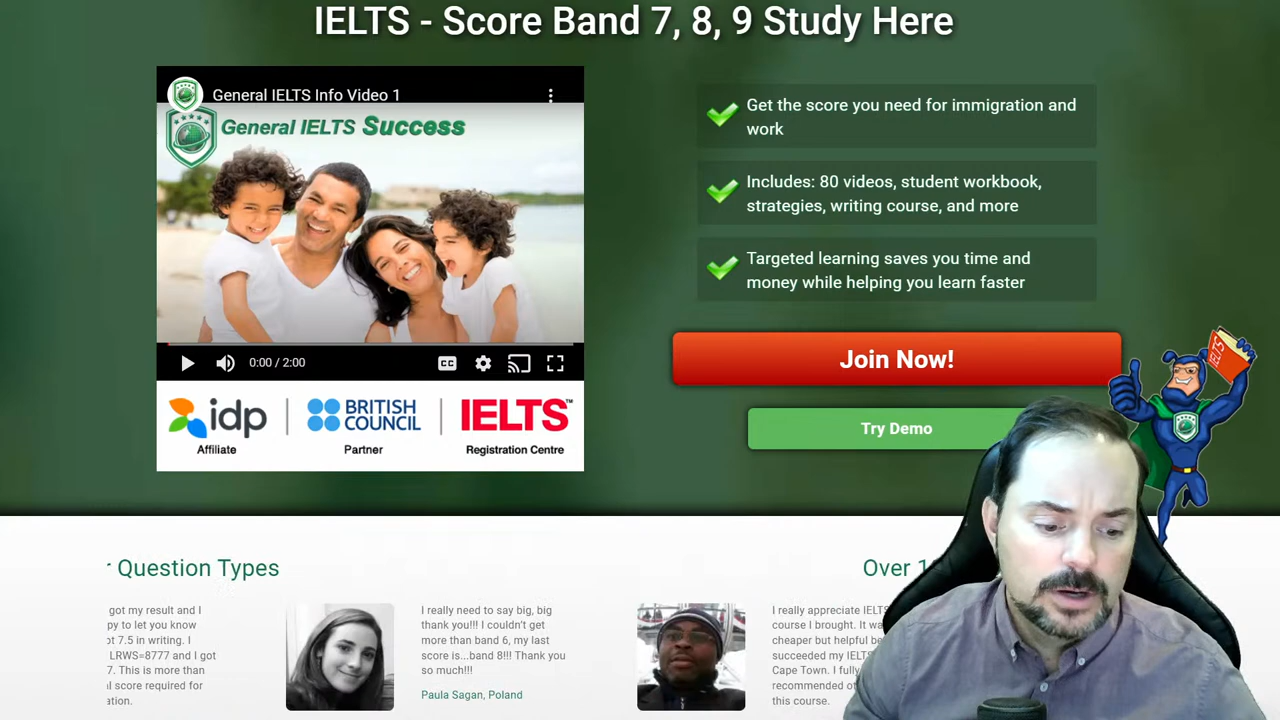 IELTS - Score Band 7, 8, 9 Study Here
General IELTS Info Video 1
General IELTS Success
0:00 / 2:00
CC
idp
Affiliate
BRITISH
COUNCIL
Partner
IELTS™
Registration Centre
Get the score you need for immigration and
work
Includes: 80 videos, student workbook,
strategies, writing course, and more
Targeted learning saves you time and
money while helping you learn faster
Join Now!
Try Demo
IELTS
Question Types
Over 1
got my result and I
py to let you know
7.5 in writing. I
LRWS=8777 and I got
7. This is more than
score required for
I really need to say big, big
thank you!!! I couldn't get
more than band 6, my last
score is...band 8!!! Thank you
so much!!!
Paula Sagan, Poland
I really appreciate IELTS
course I brought. It
cheaper but helpful
succeeded my IELTS
Cape Town. I fully
recommended
this course.